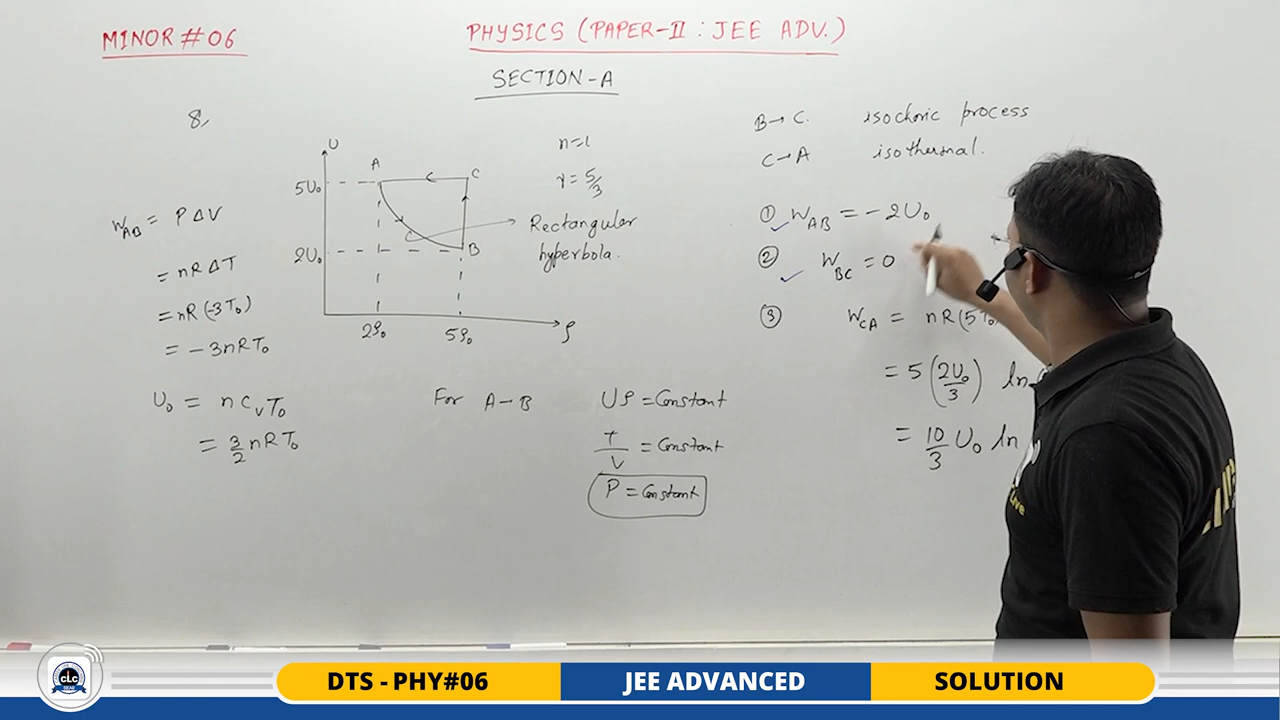 MINOR # 06
PHYSICS (PAPER-II : JEE ADV.)
SECTION-A
8,
U
A
C
5U₀
2U₀
B
2ρ₀
5ρ₀
ρ
n=1
γ = 5/3
Rectangular
hyperbola.
W_AB = PΔV
= nRΔT
= nR(-3T₀)
= -3nRT₀
U₀ = nC_vT₀
= 3/2 nRT₀
For A→B
Uρ = Constant
T/V = Constant
P = Constant
B→C. isochoric process
C→A isothermal.
① W_AB = -2U₀
② W_BC = 0
③ W_CA = nR(5T₀
= 5(2U₀/3) ln
= 10/3 U₀ ln
CLC
DTS - PHY#06
JEE ADVANCED
SOLUTION